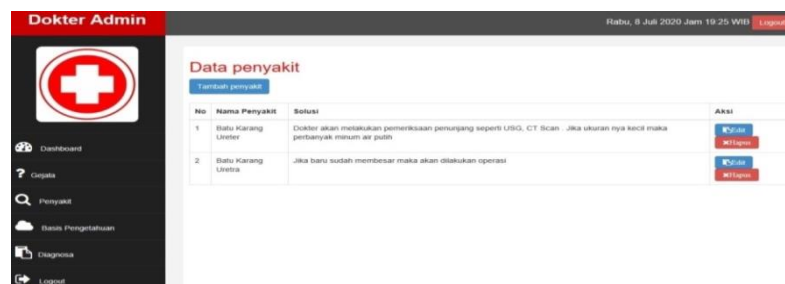 Dokter Admin
Rabu, 8 Juli 2020 Jam 19:25 WIB Logout
Data penyakit
Tambah penyakit
No Nama Penyakit Solusi Aksi
1 Batu Karang Ureter Dokter akan melakukan pemeriksaan penunjang seperti USG, CT Scan . Jika ukuran nya kecil maka perbanyak minum air putih Edit
Hapus
2 Batu Karang Uretra Jika baru sudah membesar maka akan dilakukan operasi Edit
Hapus
Dashboard
? Gejala
Penyakit
Basis Pengetahuan
Diagnosa
Logout